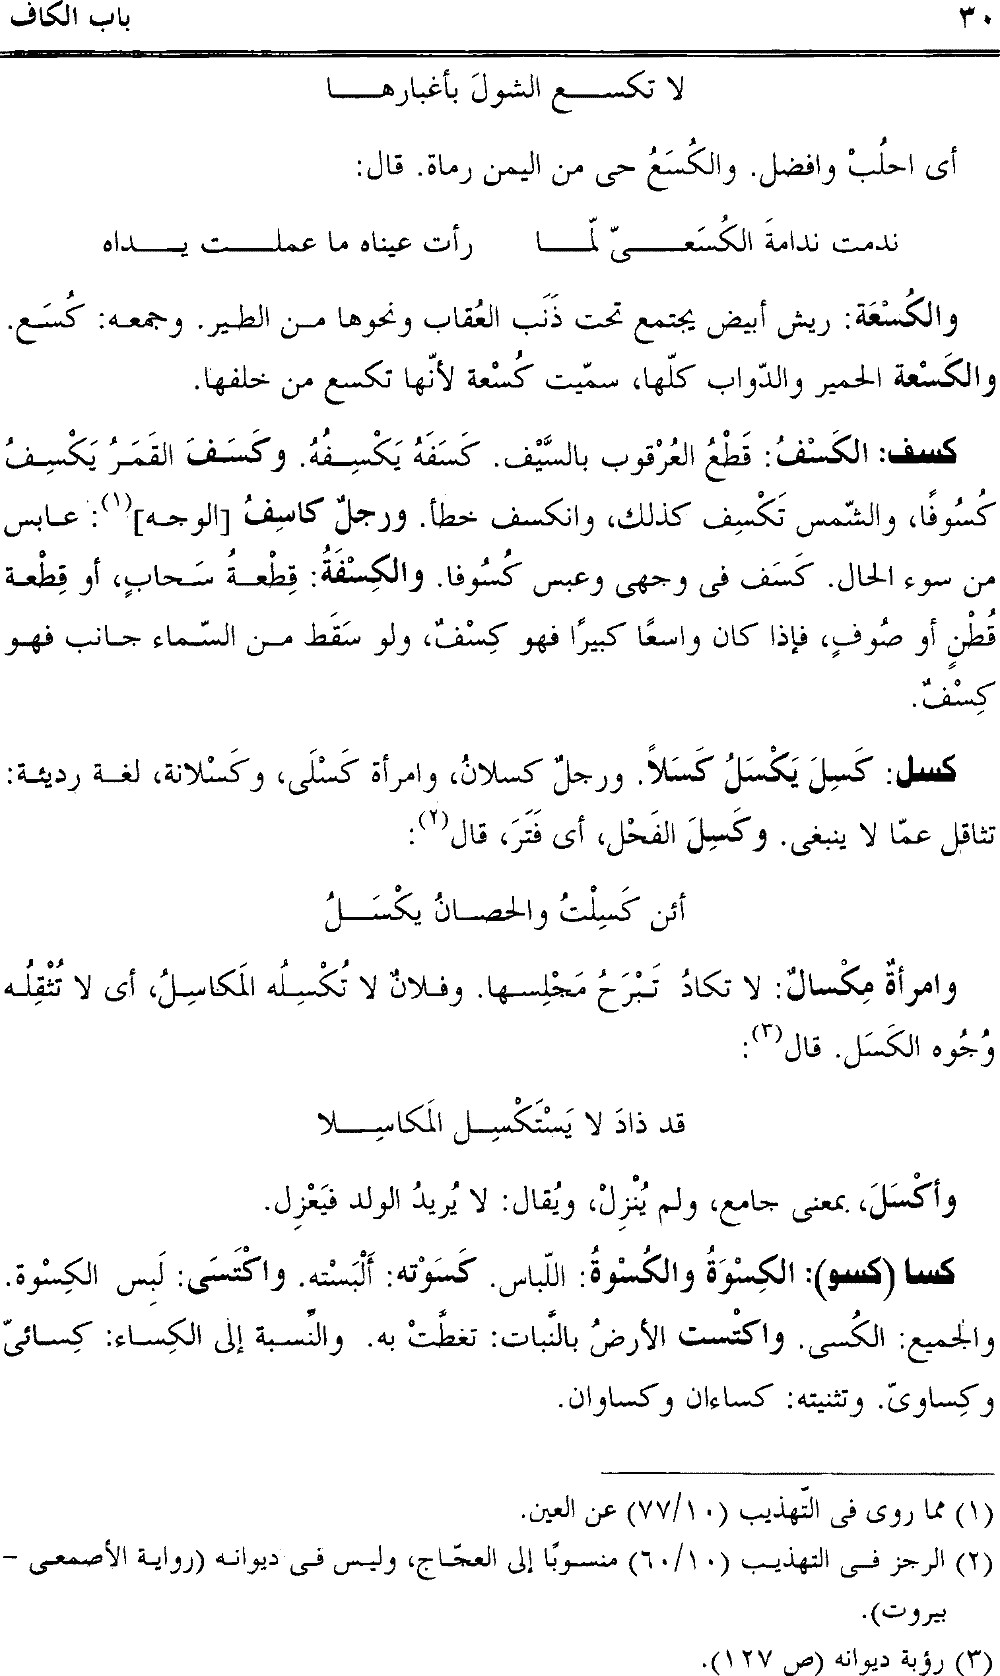 ٣٠ باب الكاف
لا تكسع الشولَ بأغبارها
أى احلُبْ وافضل. والكُسَعُ حى من اليمن رماة. قال:
ندمت ندامةَ الكُسَعىّ لمّا رأت عيناه ما عملت يداه
والكُسْعَة: ريش أبيض يجتمع تحت ذَنَب العُقاب ونحوها من الطير. وجمعه: كُسَع.
والكَسْعة الحمير والدّواب كلّها، سمّيت كُسْعة لأنّها تكسع من خلفها.
كسف: الكَسْفُ: قَطْعُ العُرْقوب بالسَّيْف. كَسَفَهُ يَكْسِفُهُ. وكَسَفَ القَمَرُ يَكْسِفُ
كُسُوفًا، والشّمس تَكْسِف كذلك، وانكسف خطأ. ورجلٌ كاسِفُ [الوجه](١): عابس
من سوء الحال. كَسَف فى وجهى وعبس كُسُوفا. والكِسْفَةُ: قِطْعةُ سَحابٍ، أو قِطْعة
قُطْنٍ أو صُوفٍ، فإذا كان واسعًا كبيرًا فهو كِسْفٌ، ولو سَقَط من السّماء جانب فهو
كِسْفٌ.
كسل: كَسِلَ يَكْسَلُ كَسَلاً. ورجلٌ كسلانُ، وامرأة كَسْلَى، وكَسْلانة، لغة رديئة:
تثاقل عمّا لا ينبغى. وكَسِلَ الفَحْل، أى فَتَرَ، قال(٢):
أئن كَسِلْتُ والحصانُ يكْسَلُ
وامرأةٌ مِكْسالٌ: لا تكادُ تَبْرَحُ مَجْلِسها. وفلانٌ لا تُكْسِلُه المَكاسِلُ، أى لا تُثْقِلُه
وُجُوه الكَسَل. قال(٣):
قد ذادَ لا يَسْتَكْسِل المَكاسِلا
وأكْسَلَ، بمعنى جامع، ولم يُنْزِلْ، ويُقال: لا يُريدُ الولد فيَعْزِل.
كسا (كسو): الكِسْوَةُ والكُسْوةُ: اللّباس. كَسَوْته: أَلْبَسْته. واكْتَسَى: لَبِس الكِسْوة.
والجميع: الكُسى. واكْتست الأرضُ بالنَّبات: تغطَّتْ به. والنِّسبة إلى الكِساء: كِسائىّ
وكِساوىّ. وتثنيته: كساءان وكساوان.
(١) مما روى فى التّهذيب (٧٧/١٠) عن العين.
(٢) الرجز فى التهذيب (٦٠/١٠) منسوبًا إلى العجّاج، وليس فى ديوانه (رواية الأصمعى –
بيروت).
(٣) رؤبة ديوانه (ص ١٢٧).